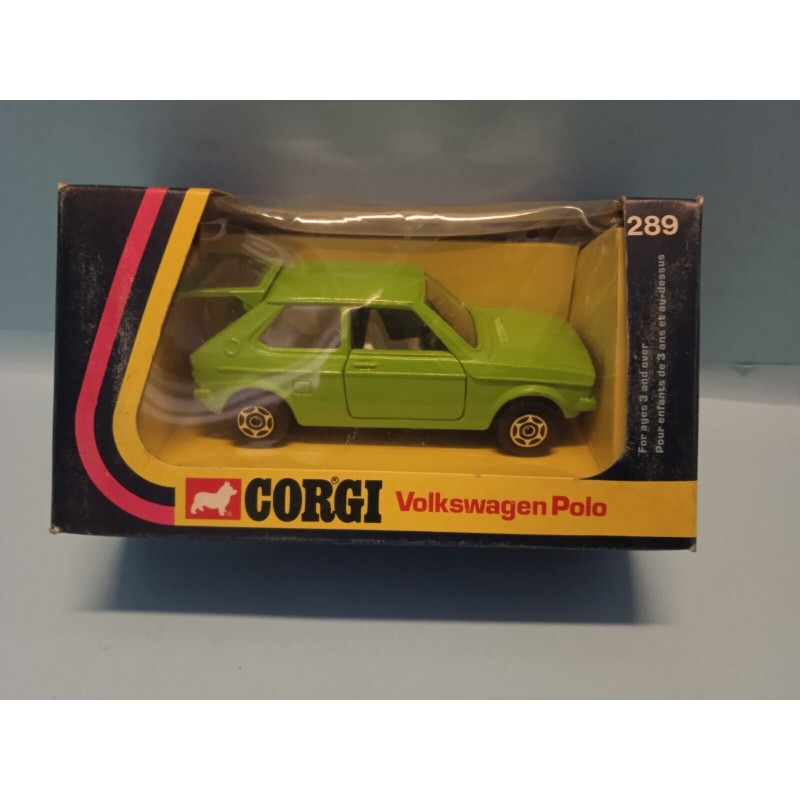 289
For ages 3 and over
Pour enfants de 3 ans et au-dessus
CORGI®
Volkswagen Polo